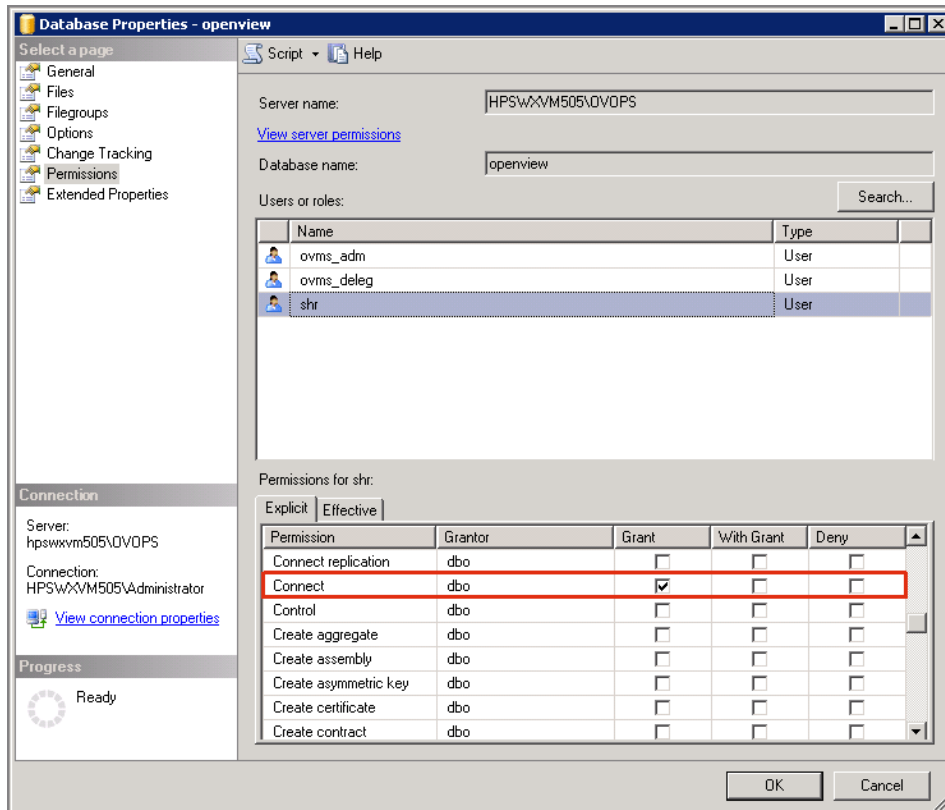 Database Properties - openview
Select a page
General
Files
Filegroups
Options
Change Tracking
Permissions
Extended Properties
Script Help
Server name: HPSWXVM505\OVOPS
View server permissions
Database name: openview
Users or roles: Search...
Name Type
ovms_adm User
ovms_deleg User
shr User
Permissions for shr:
Explicit Effective
Permission Grantor Grant With Grant Deny
Connect replication dbo
Connect dbo
Control dbo
Create aggregate dbo
Create assembly dbo
Create asymmetric key dbo
Create certificate dbo
Create contract dbo
Connection
Server:
hpswxvm505\OVOPS
Connection:
HPSWXVM505\Administrator
View connection properties
Progress
Ready
OK Cancel